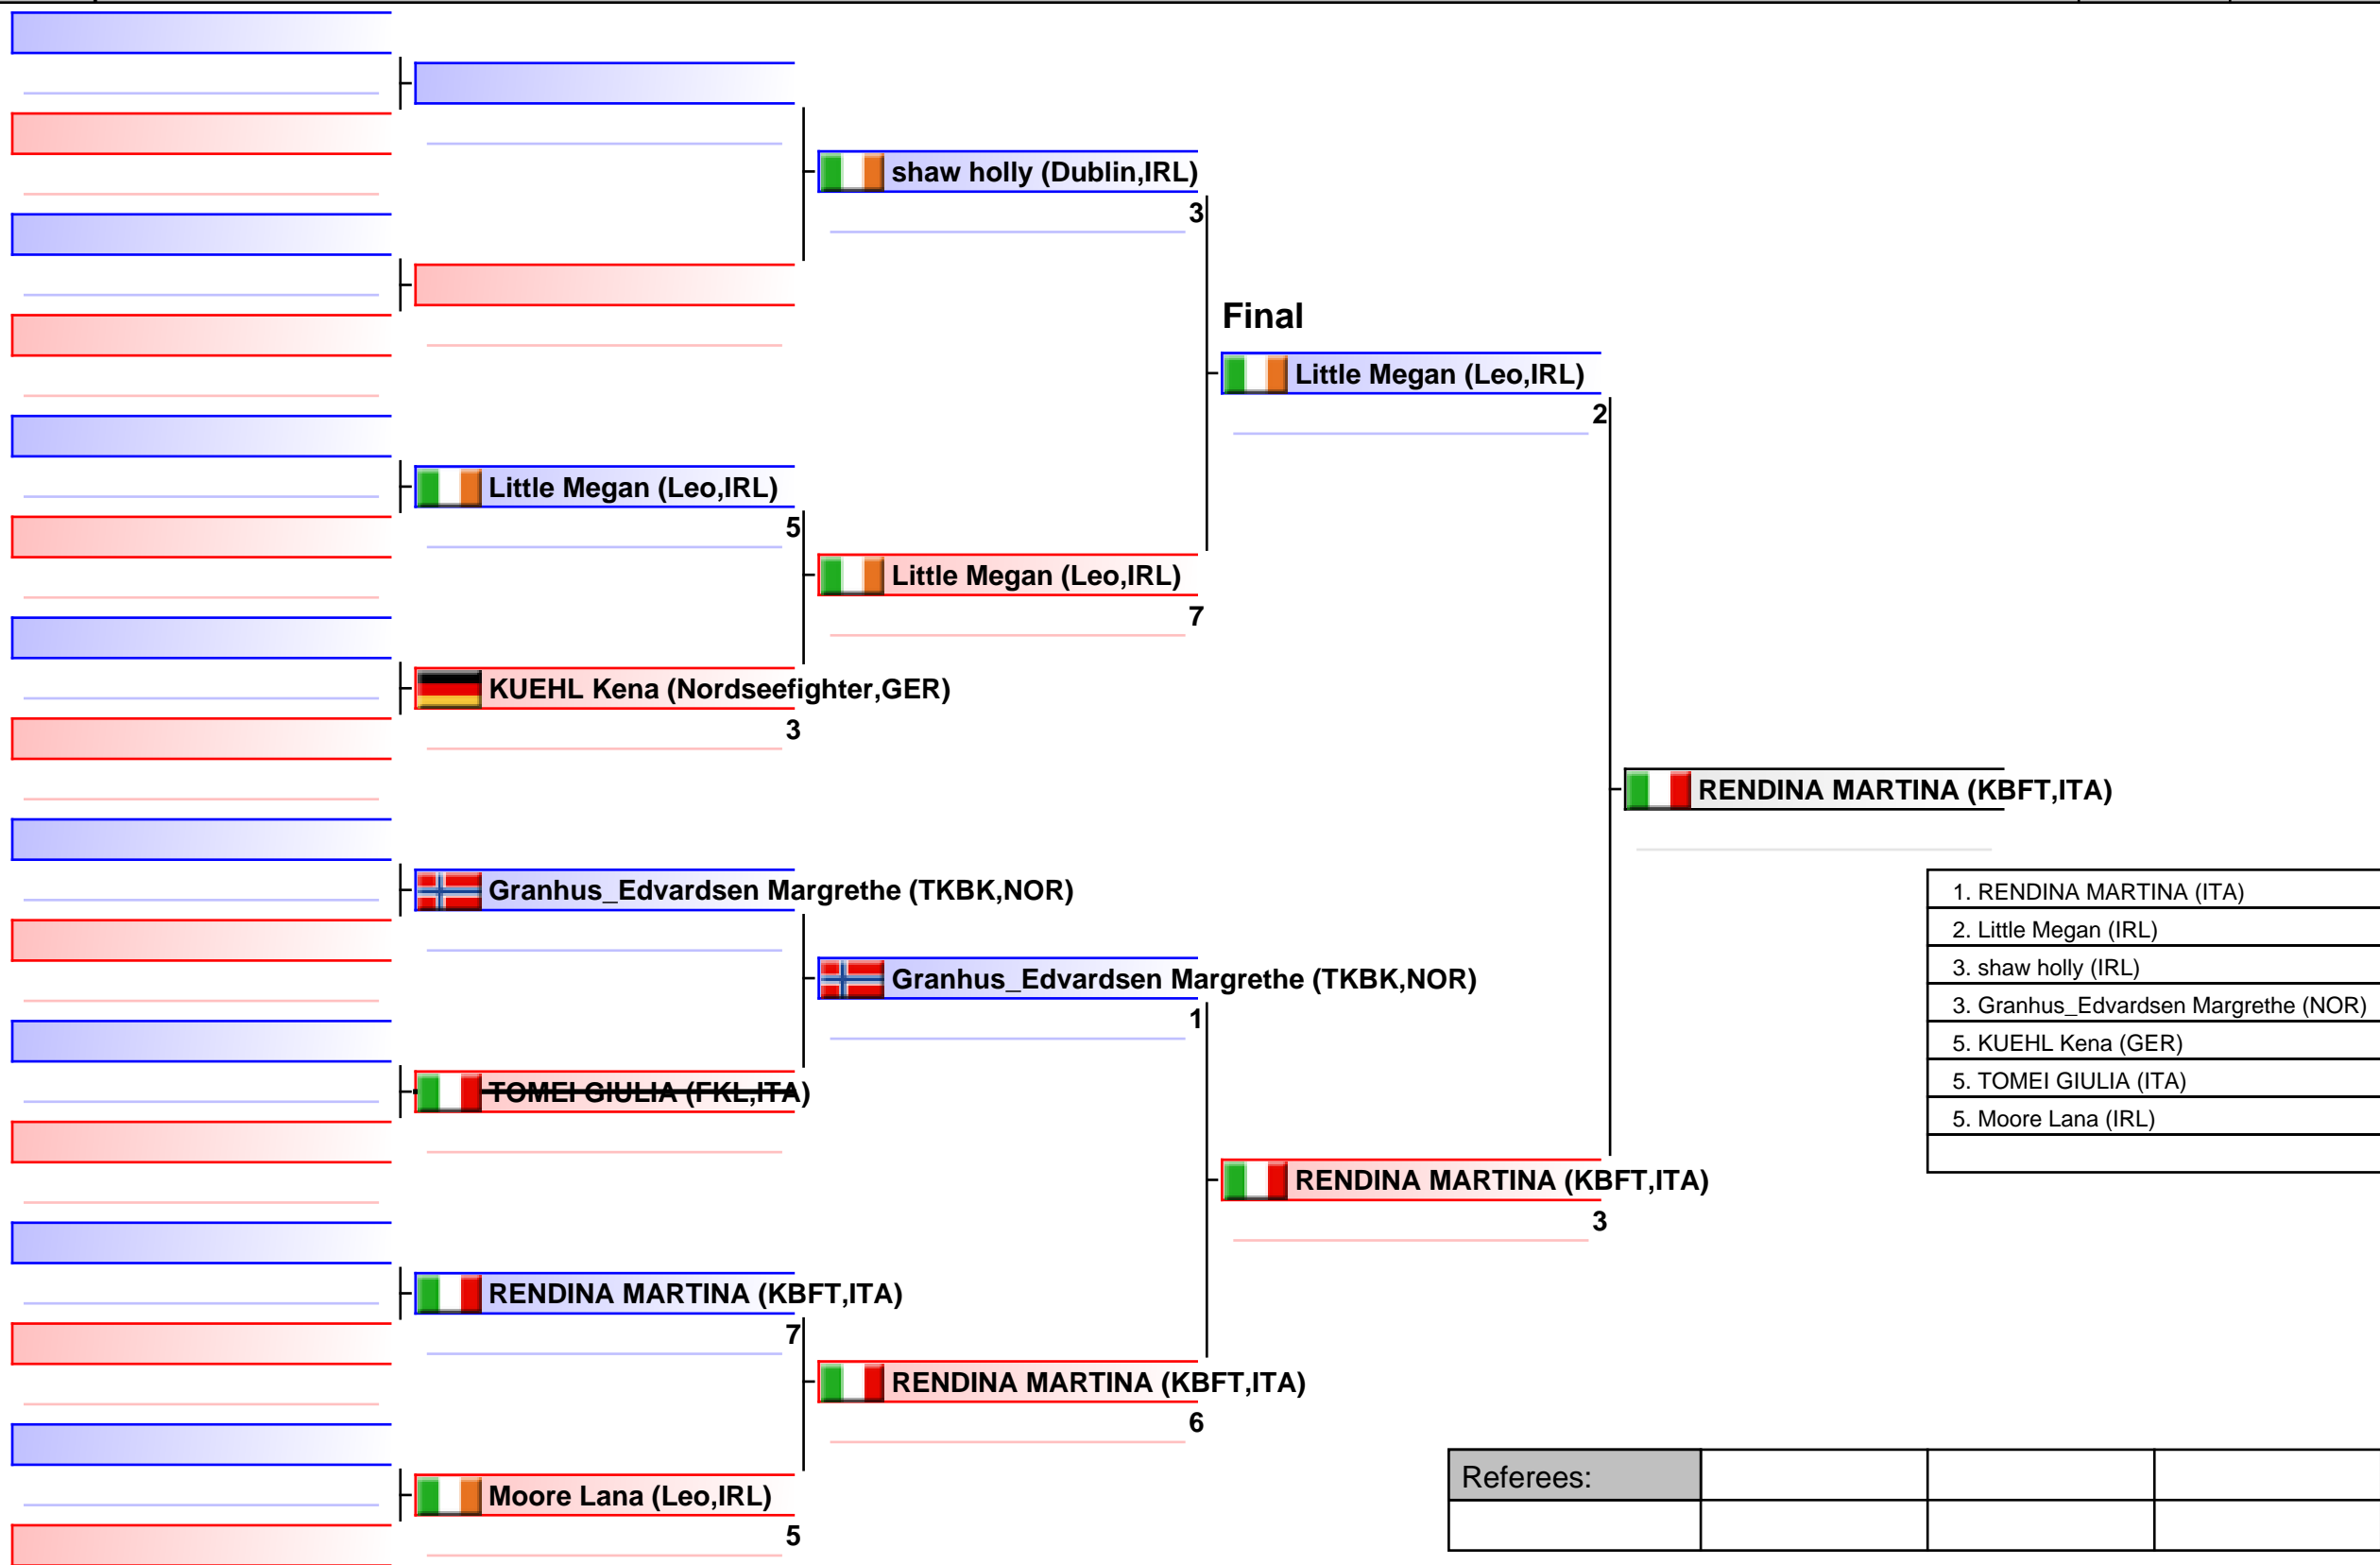 shaw holly (Dublin,IRL)
3
Final
Little Megan (Leo,IRL)
2
Little Megan (Leo,IRL)
5
Little Megan (Leo,IRL)
7
KUEHL Kena (Nordseefighter,GER)
3
RENDINA MARTINA (KBFT,ITA)
Granhus_Edvardsen Margrethe (TKBK,NOR)
1. RENDINA MARTINA (ITA)
2. Little Megan (IRL)
3. shaw holly (IRL)
3. Granhus_Edvardsen Margrethe (NOR)
5. KUEHL Kena (GER)
5. TOMEI GIULIA (ITA)
5. Moore Lana (IRL)
Granhus_Edvardsen Margrethe (TKBK,NOR)
1
TOMEI GIULIA (FKL,ITA)
RENDINA MARTINA (KBFT,ITA)
3
RENDINA MARTINA (KBFT,ITA)
7
RENDINA MARTINA (KBFT,ITA)
6
Moore Lana (Leo,IRL)
5
Referees: